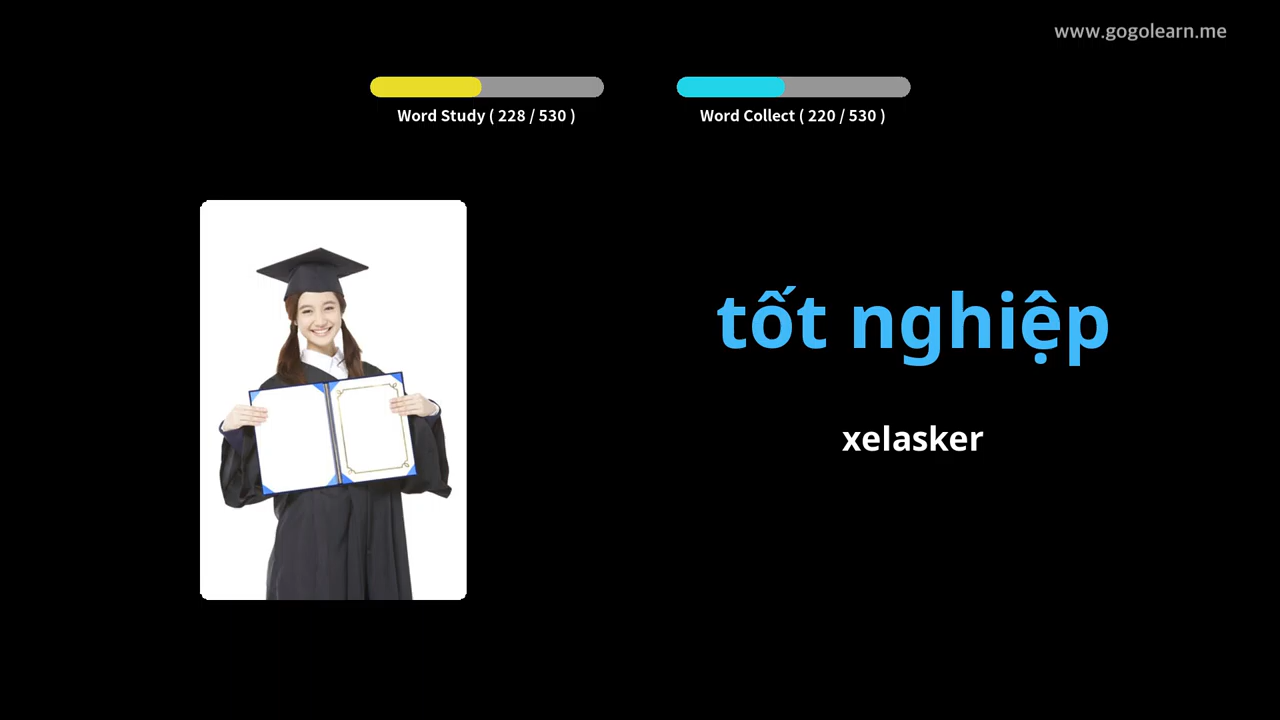 www.gogolearn.me
Word Study ( 228 / 530 )
Word Collect ( 220 / 530 )
tốt nghiệp
xelasker